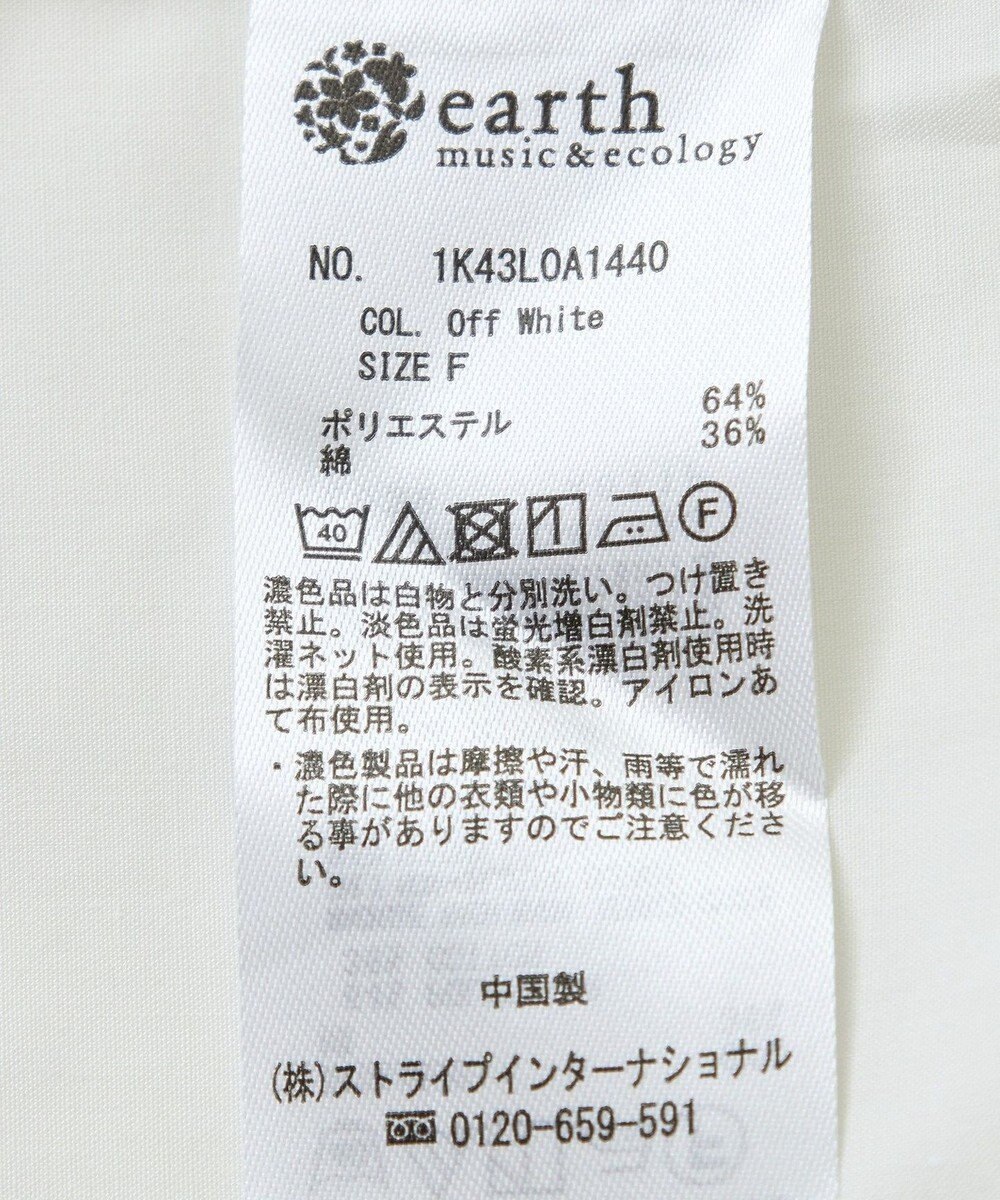 earth
music&ecology
NO. 1K43L0A1440
COL. Off White
SIZE F
ポリエステル 64%
綿 36%
40 F
濃色品は白物と分別洗い。つけ置き
禁止。淡色品は蛍光増白剤禁止。洗
濯ネット使用。酸素系漂白剤使用時
は漂白剤の表示を確認。アイロンあ
て布使用。
・濃色製品は摩擦や汗、雨等で濡れ
た際に他の衣類や小物類に色が移
る事がありますのでご注意くださ
い。
中国製
(株)ストライプインターナショナル
0120-659-591